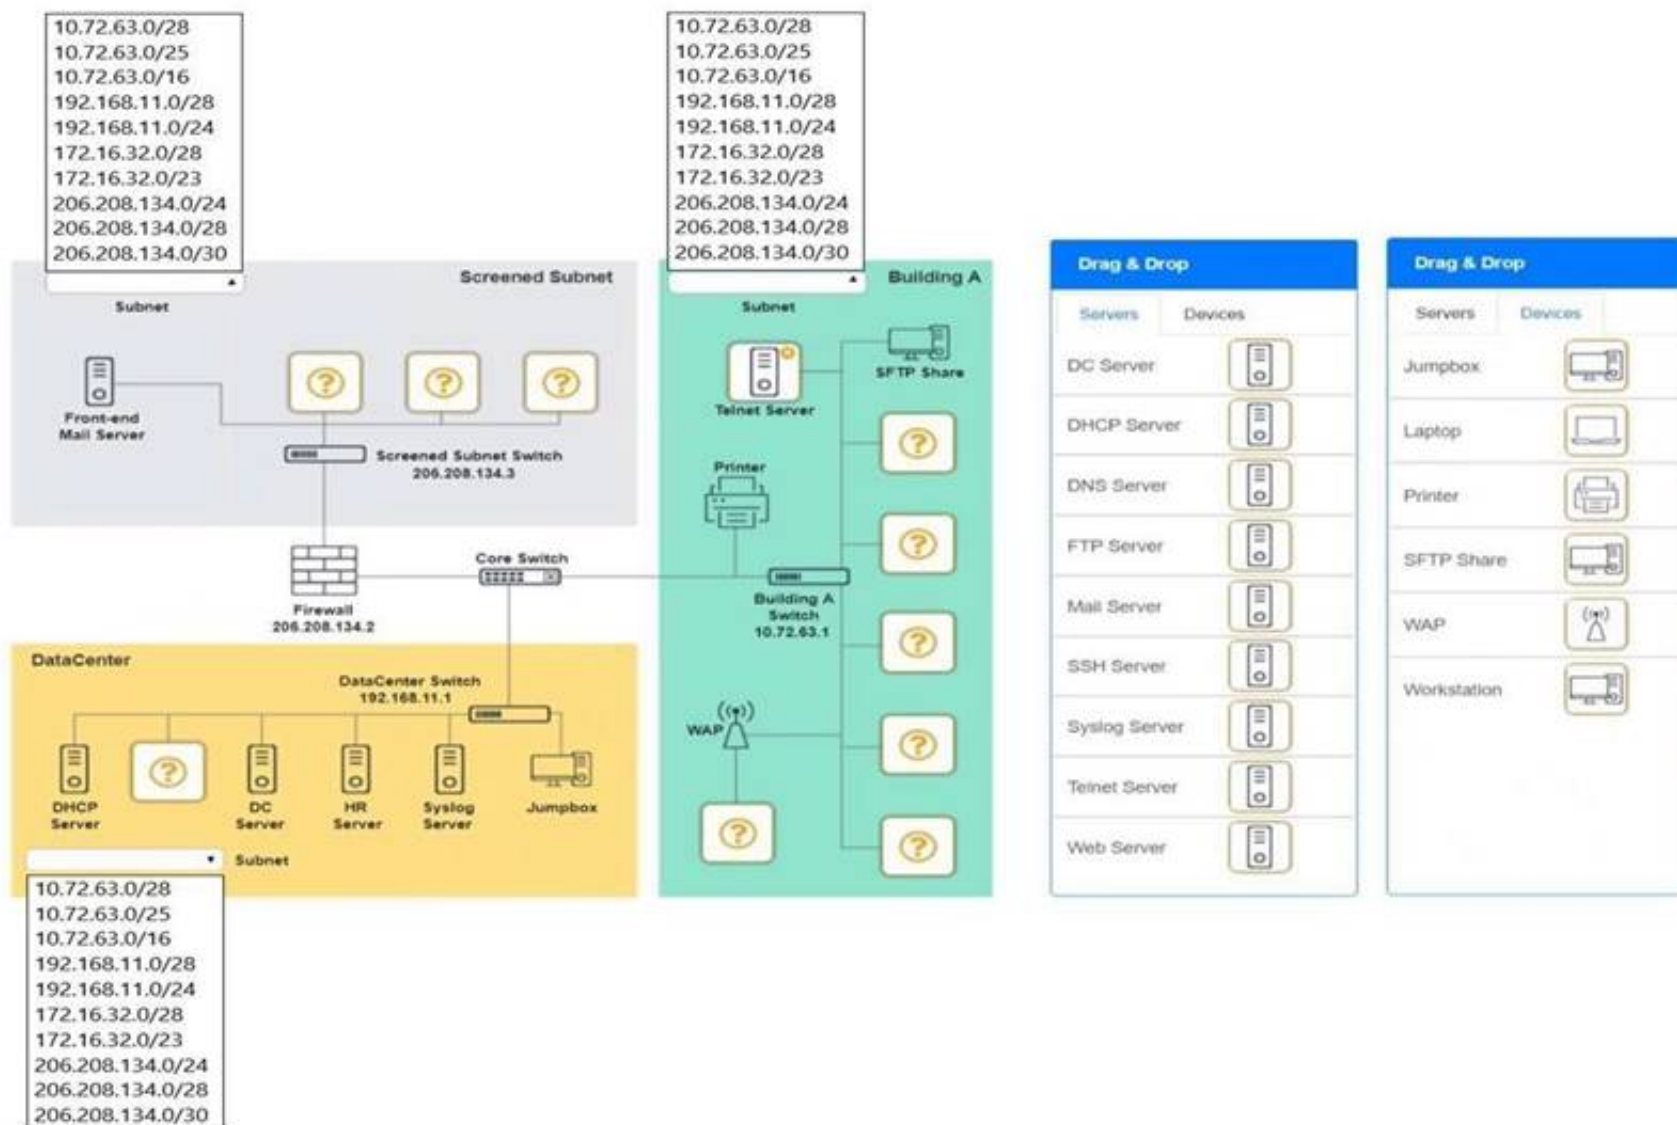 10.72.63.0/28
10.72.63.0/25
10.72.63.0/16
192.168.11.0/28
192.168.11.0/24
172.16.32.0/28
172.16.32.0/23
206.208.134.0/24
206.208.134.0/28
206.208.134.0/30
Screened Subnet
Subnet
Front-end
Mail Server
Screened Subnet Switch
206.208.134.3
Firewall
206.208.134.2
Core Switch
10.72.63.0/28
10.72.63.0/25
10.72.63.0/16
192.168.11.0/28
192.168.11.0/24
172.16.32.0/28
172.16.32.0/23
206.208.134.0/24
206.208.134.0/28
206.208.134.0/30
Building A
Subnet
Telnet Server
SFTP Share
Printer
Building A
Switch
10.72.63.1
WAP
DataCenter
DataCenter Switch
192.168.11.1
DHCP
Server
DC
Server
HR
Server
Syslog
Server
Jumpbox
Subnet
10.72.63.0/28
10.72.63.0/25
10.72.63.0/16
192.168.11.0/28
192.168.11.0/24
172.16.32.0/28
172.16.32.0/23
206.208.134.0/24
206.208.134.0/28
206.208.134.0/30
Drag & Drop
Servers Devices
DC Server
DHCP Server
DNS Server
FTP Server
Mail Server
SSH Server
Syslog Server
Telnet Server
Web Server
Drag & Drop
Servers Devices
Jumpbox
Laptop
Printer
SFTP Share
WAP
Workstation